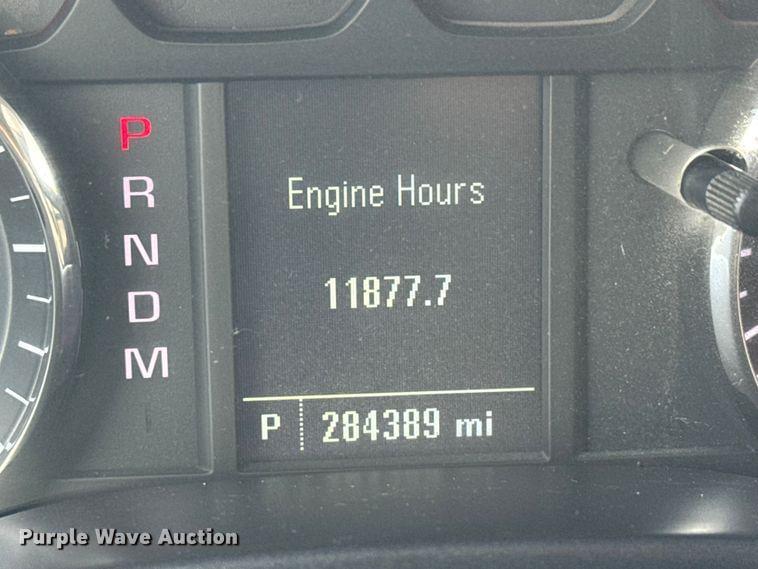 P
R
N
D
M
Engine Hours
11877.7
P 284389 mi
Purple Wave Auction